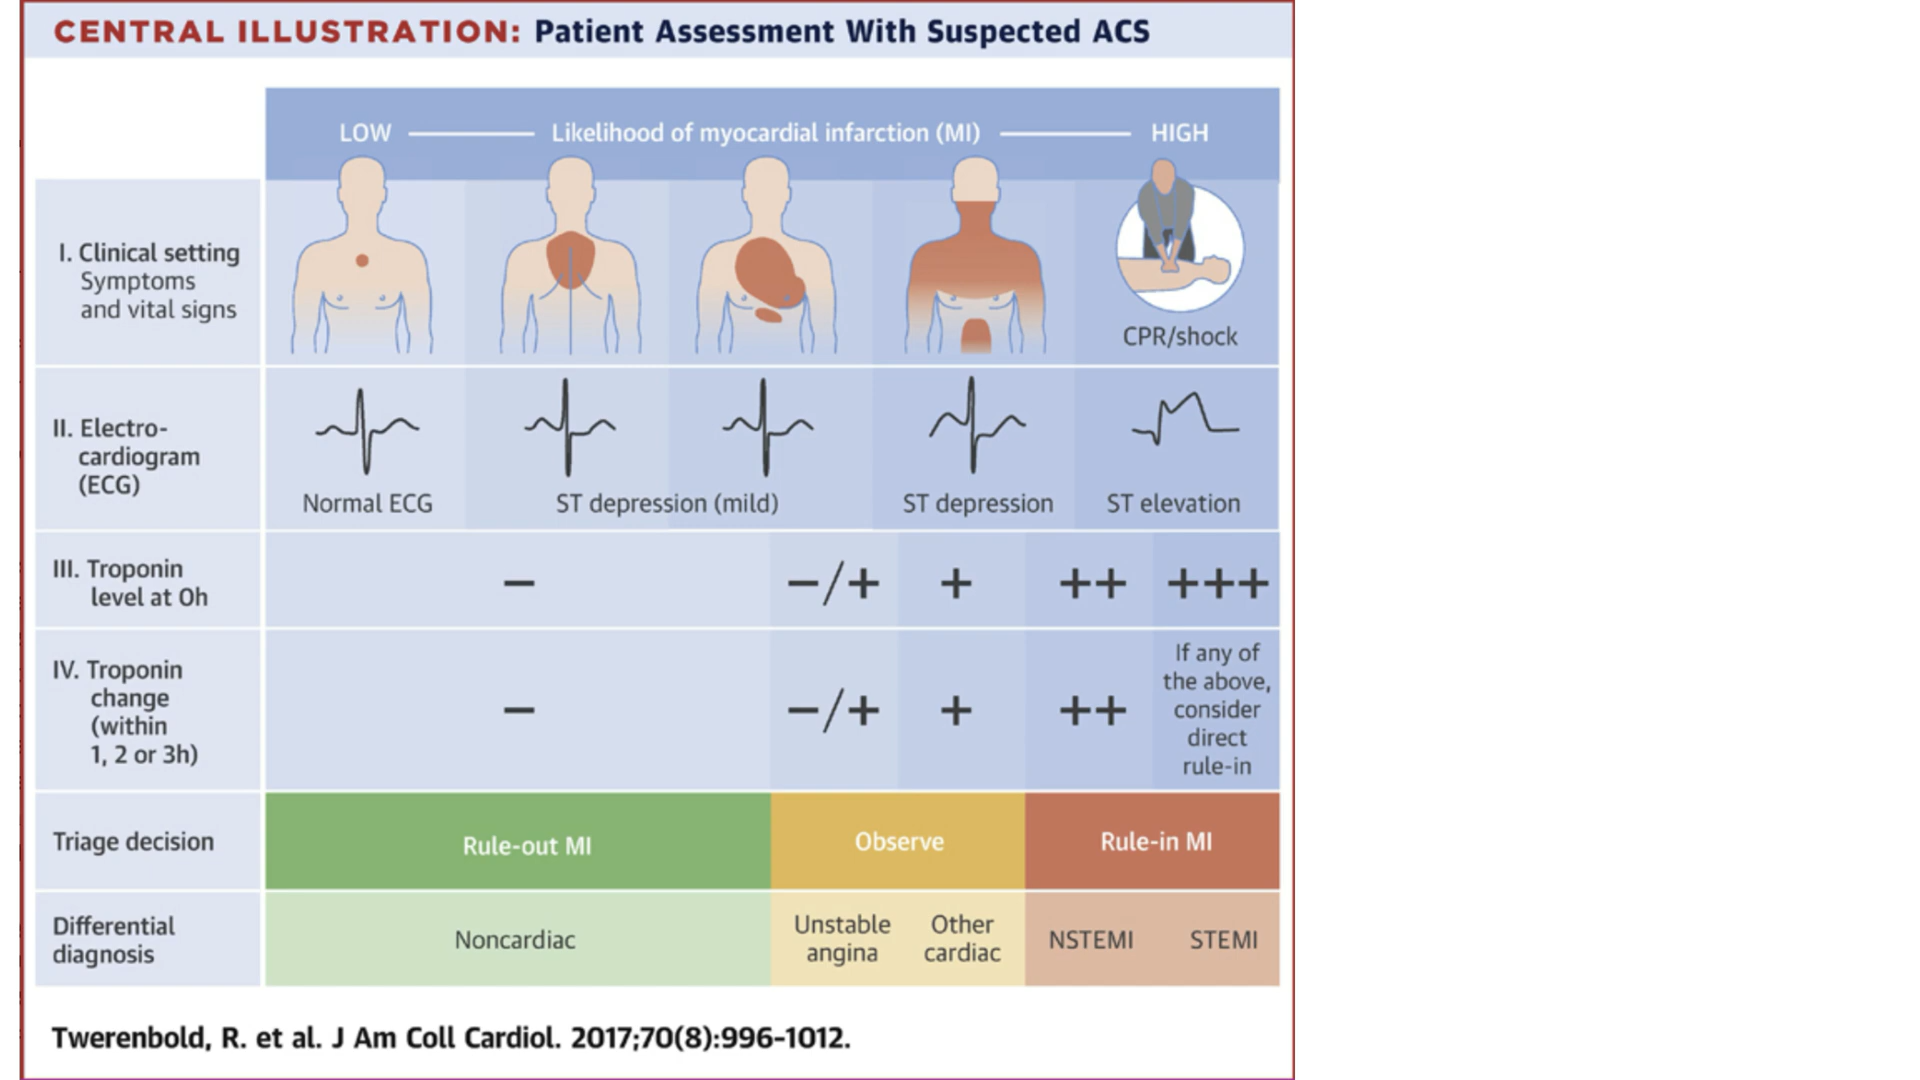 CENTRAL ILLUSTRATION: Patient Assessment With Suspected ACS
LOW Likelihood of myocardial infarction (MI) HIGH
I. Clinical setting
Symptoms
and vital signs
CPR/shock
II. Electro-
cardiogram
(ECG)
Normal ECG ST depression (mild) ST depression ST elevation
III. Troponin
level at 0h
− −/+ + ++ +++
IV. Troponin
change
(within
1, 2 or 3h)
− −/+ + ++
If any of
the above,
consider
direct
rule-in
Triage decision
Rule-out MI Observe Rule-in MI
Differential
diagnosis
Noncardiac
Unstable
angina
Other
cardiac
NSTEMI STEMI
Twerenbold, R. et al. J Am Coll Cardiol. 2017;70(8):996-1012.